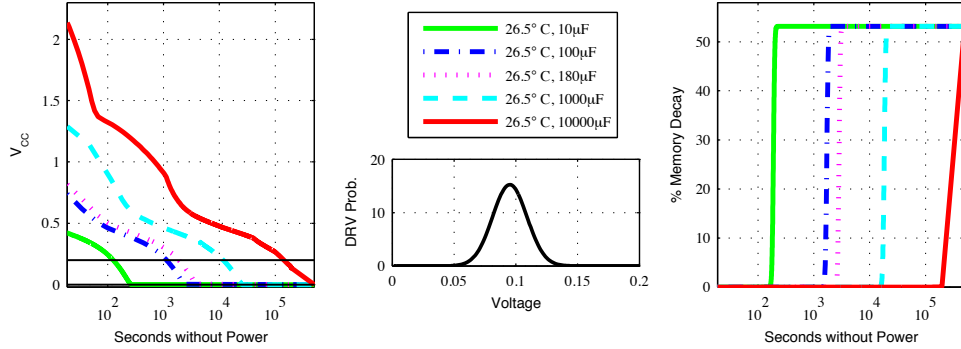 2
1.5
1
0.5
0
V_CC
10^2
10^3
10^4
10^5
Seconds without Power
26.5° C, 10µF
26.5° C, 100µF
26.5° C, 180µF
26.5° C, 1000µF
26.5° C, 10000µF
20
10
0
DRV Prob.
0
0.05
0.1
0.15
0.2
Voltage
50
40
30
20
10
0
% Memory Decay
10^2
10^3
10^4
10^5
Seconds without Power